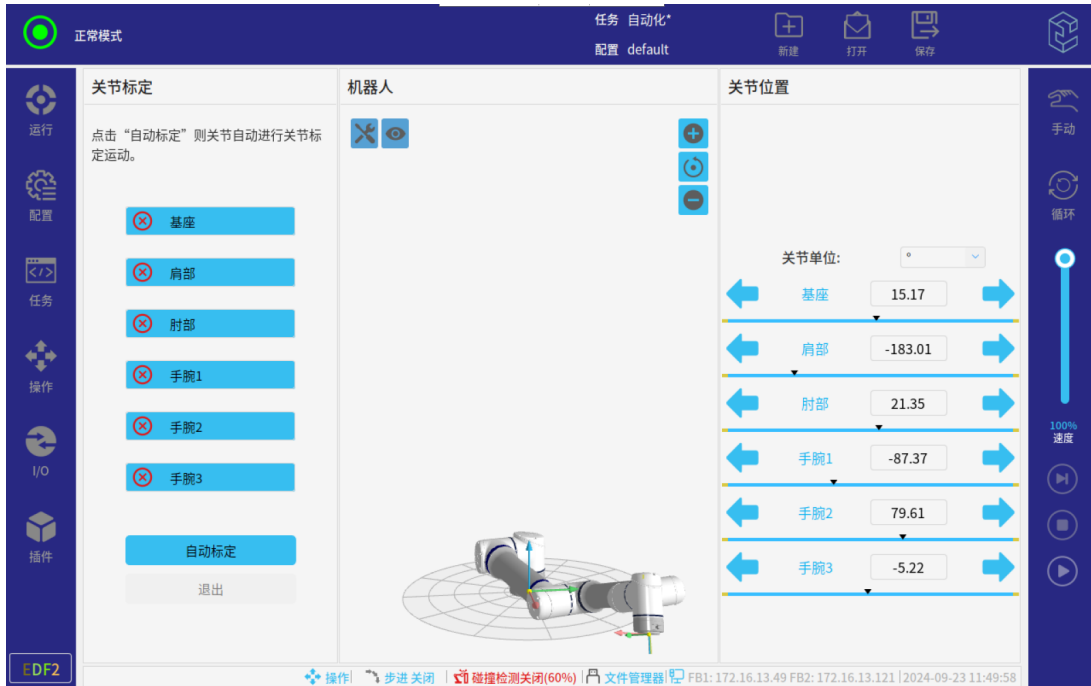 正常模式
任务 自动化*
配置 default
新建
打开
保存
运行
配置
任务
操作
I/O
插件
EDF2
关节标定
点击“自动标定”则关节自动进行关节标
定运动。
基座
肩部
肘部
手腕1
手腕2
手腕3
自动标定
退出
机器人
关节位置
关节单位: °
基座 15.17
肩部 -183.01
肘部 21.35
手腕1 -87.37
手腕2 79.61
手腕3 -5.22
手动
循环
100%
速度
操作 步进 关闭 碰撞检测关闭(60%) 文件管理器 FB1: 172.16.13.49 FB2: 172.16.13.121 2024-09-23 11:49:58